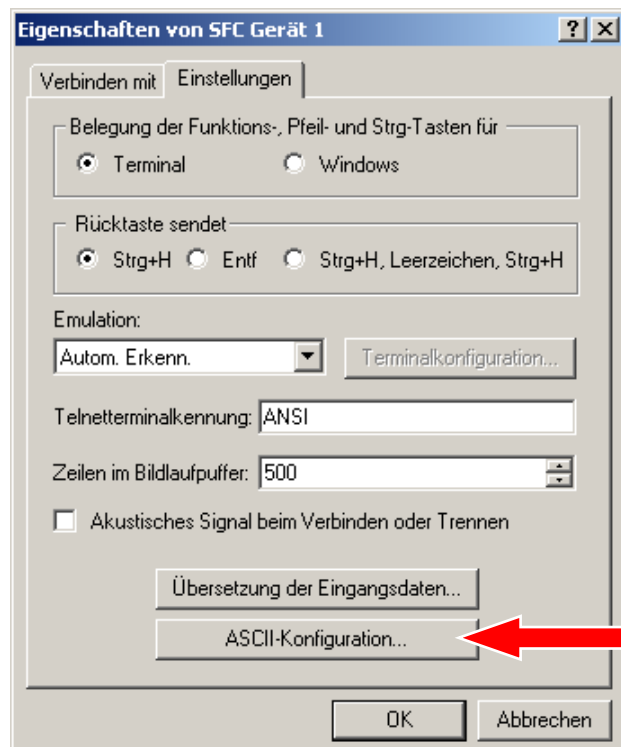 Eigenschaften von SFC Gerät 1
Verbinden mit Einstellungen
Belegung der Funktions-, Pfeil- und Strg-Tasten für
Terminal Windows
Rücktaste sendet
Strg+H Entf Strg+H, Leerzeichen, Strg+H
Emulation:
Autom. Erkenn. Terminalkonfiguration...
Telnetterminalkennung: ANSI
Zeilen im Bildlaufpuffer: 500
Akustisches Signal beim Verbinden oder Trennen
Übersetzung der Eingangsdaten...
ASCII-Konfiguration...
OK Abbrechen